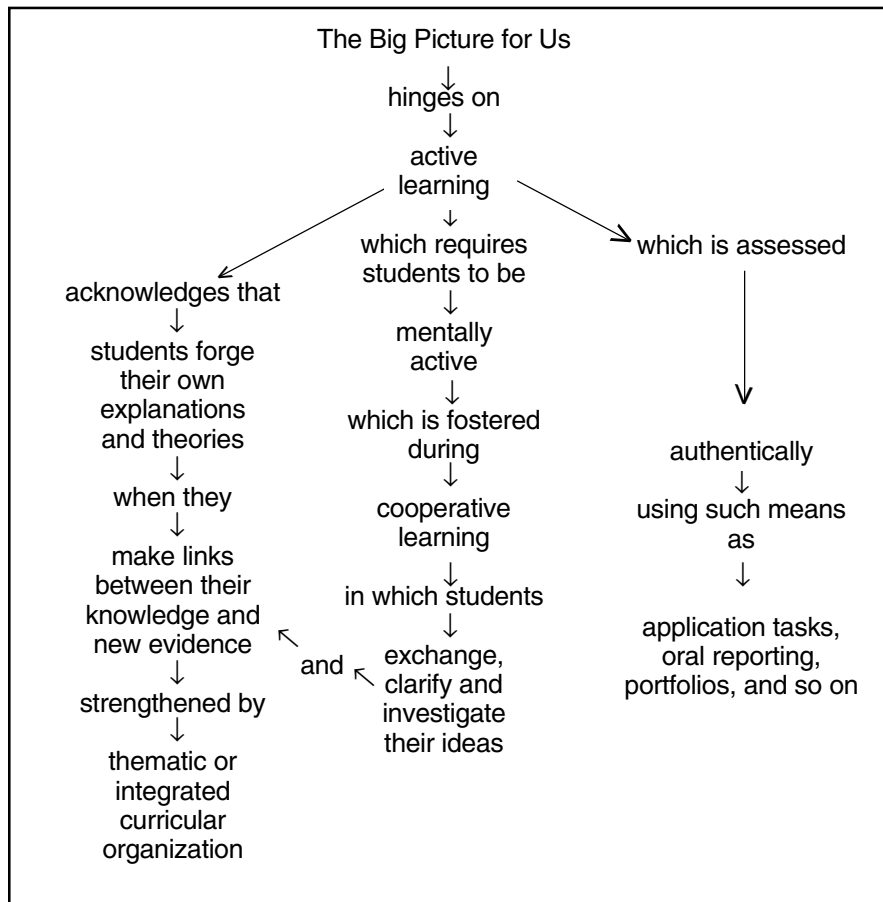 The Big Picture for Us
hinges on
active
learning
acknowledges that
students forge
their own
explanations
and theories
when they
make links
between their
knowledge and
new evidence
strengthened by
thematic or
integrated
curricular
organization
which requires
students to be
mentally
active
which is fostered
during
cooperative
learning
in which students
exchange,
clarify and
investigate
their ideas
and
which is assessed
authentically
using such means
as
application tasks,
oral reporting,
portfolios, and so on